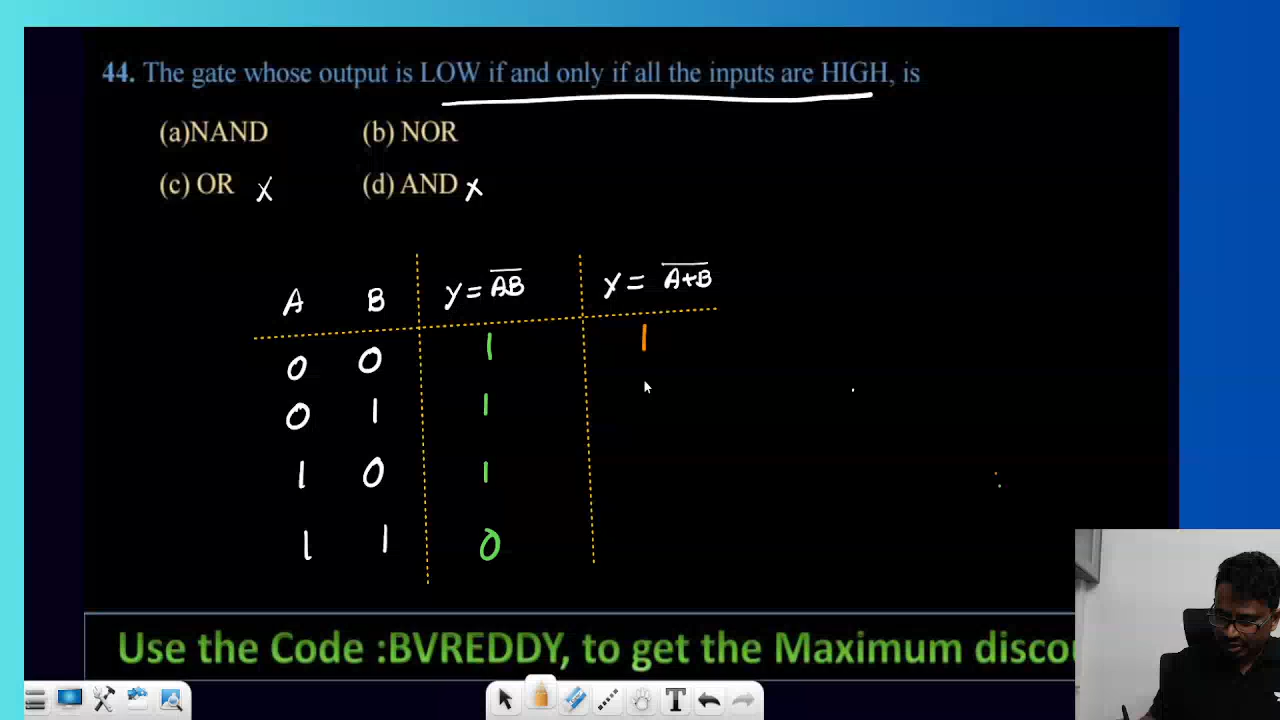 44. The gate whose output is LOW if and only if all the inputs are HIGH, is
(a)NAND (b) NOR
(c) OR X (d) AND X
A B y = \overline{AB} y = \overline{A+B}
0 0 1 1
0 1 1
1 0 1
1 1 0
Use the Code :BVREDDY, to get the Maximum disco